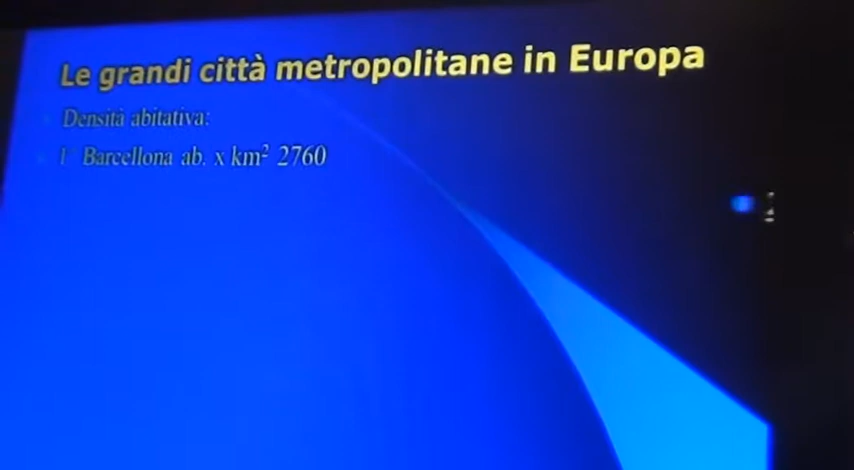 Le grandi città metropolitane in Europa
Densità abitativa:
1° Barcellona ab. x km² 2760